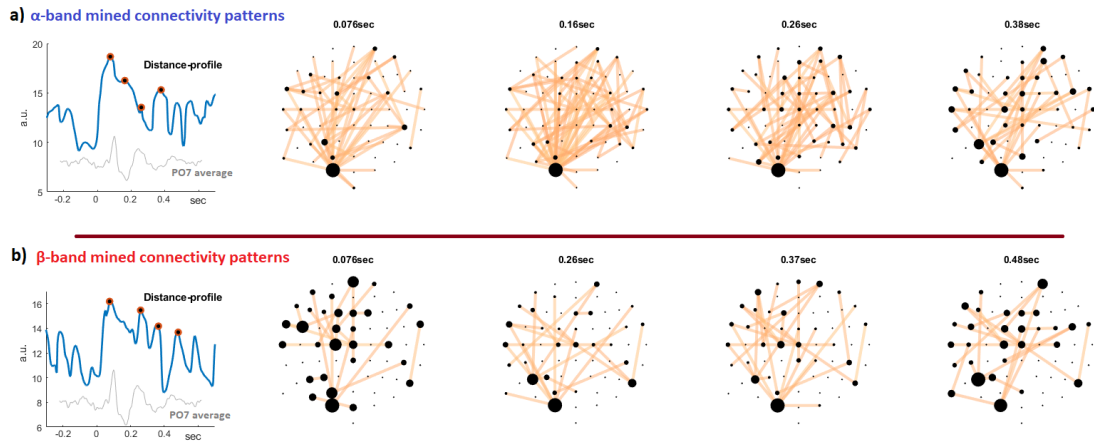 a) α-band mined connectivity patterns
0.076sec
0.16sec
0.26sec
0.38sec
20
15
10
5
a.u.
Distance-profile
PO7 average
-0.2
0
0.2
0.4
sec
b) β-band mined connectivity patterns
0.076sec
0.26sec
0.37sec
0.48sec
16
14
12
10
8
6
a.u.
Distance-profile
PO7 average
-0.2
0
0.2
0.4
sec